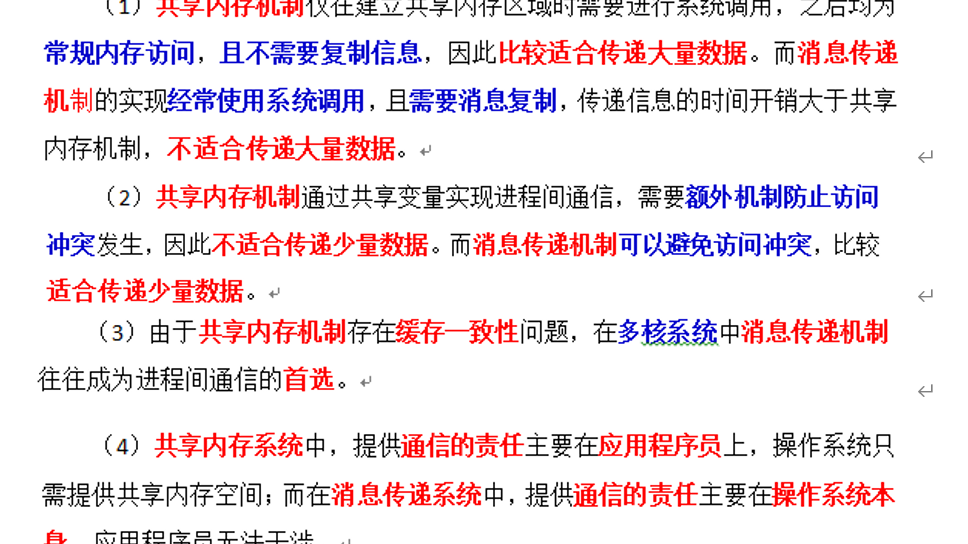 （1）共享内存机制仅在建立共享内存区域时需要进行系统调用，之后均为
常规内存访问，且不需要复制信息，因此比较适合传递大量数据。而消息传递
机制的实现经常使用系统调用，且需要消息复制，传递信息的时间开销大于共享
内存机制，不适合传递大量数据。
（2）共享内存机制通过共享变量实现进程间通信，需要额外机制防止访问
冲突发生，因此不适合传递少量数据。而消息传递机制可以避免访问冲突，比较
适合传递少量数据。
（3）由于共享内存机制存在缓存一致性问题，在多核系统中消息传递机制
往往成为进程间通信的首选。
（4）共享内存系统中，提供通信的责任主要在应用程序员上，操作系统只
需提供共享内存空间；而在消息传递系统中，提供通信的责任主要在操作系统本
身，应用程序员无法干涉。